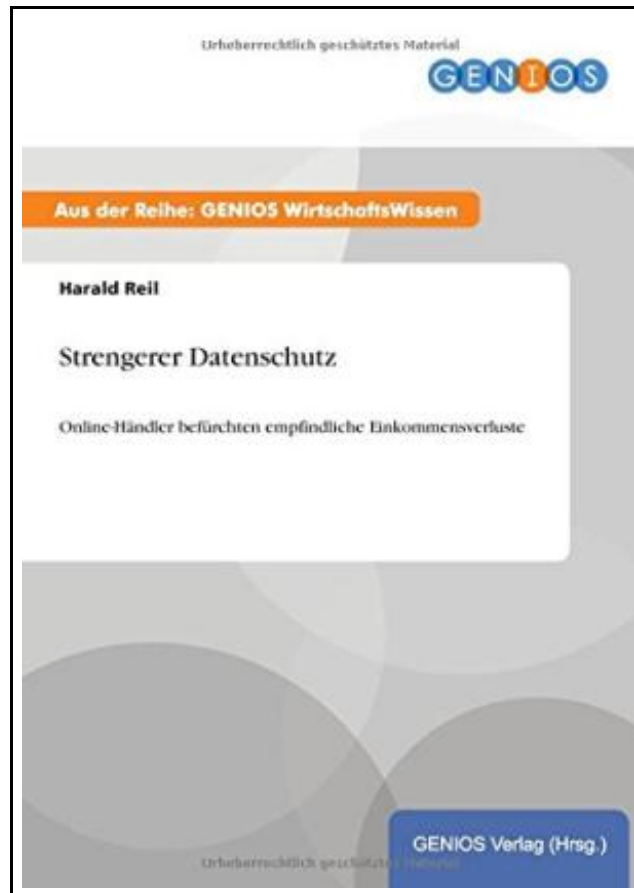 Urheberrechtlich geschütztes Material
GENIOS
Aus der Reihe: GENIOS WirtschaftsWissen
Harald Reil
Strengerer Datenschutz
Online-Händler befürchten empfindliche Einkommensverluste
GENIOS Verlag (Hrsg.)
Urheberrechtlich geschütztes Material